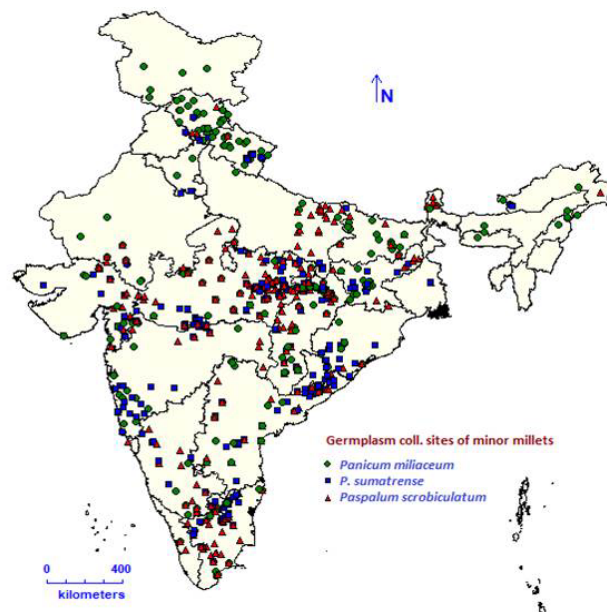 N
Germplasm coll. sites of minor millets
Panicum miliaceum
P. sumatrense
Paspalum scrobiculatum
0 400
kilometers